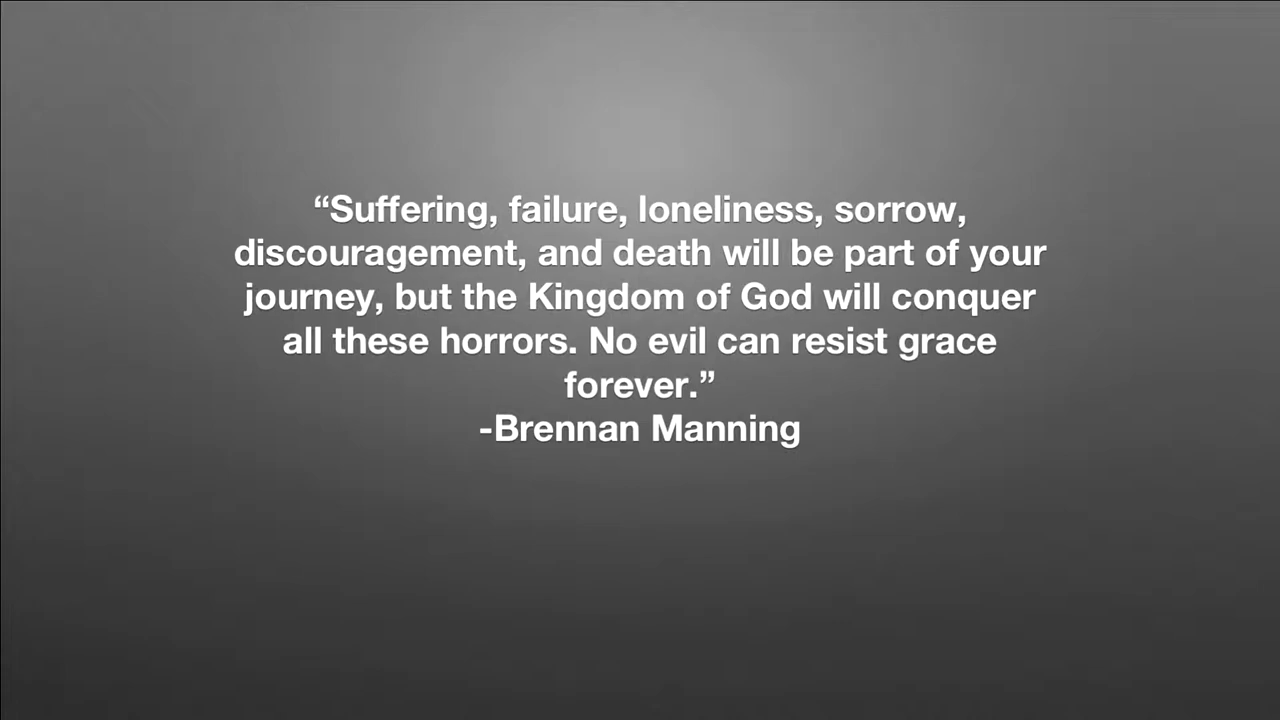 “Suffering, failure, loneliness, sorrow,
discouragement, and death will be part of your
journey, but the Kingdom of God will conquer
all these horrors. No evil can resist grace
forever.”
-Brennan Manning